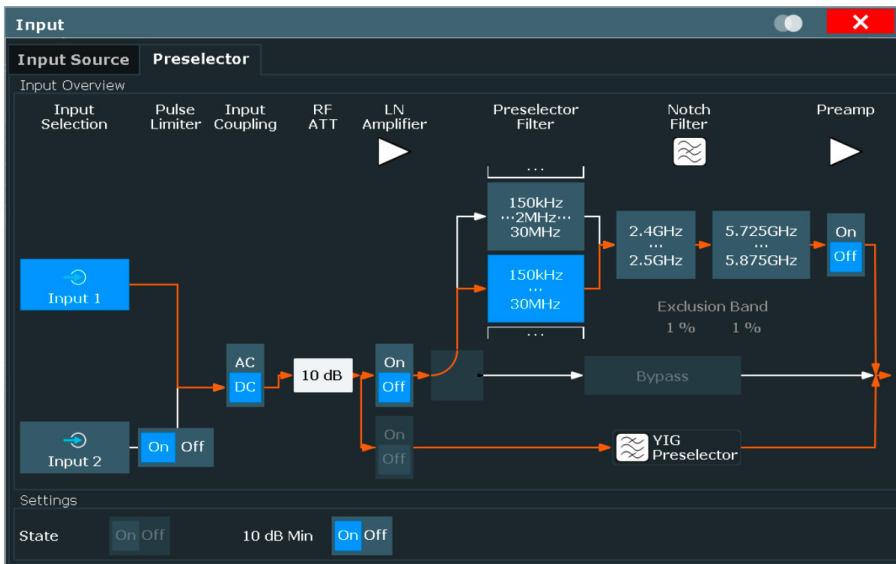 Input
Input Source
Preselector
Input Overview
Input
Selection
Pulse
Limiter
Input
Coupling
RF
ATT
LN
Amplifier
Preselector
Filter
Notch
Filter
Preamp
...
150kHz
...2MHz...
30MHz
150kHz
...
30MHz
...
2.4GHz
...
2.5GHz
5.725GHz
...
5.875GHz
On
Off
Exclusion Band
1 % 1 %
Input 1
AC
DC
10 dB
On
Off
Bypass
Input 2
On Off
On
Off
YIG
Preselector
Settings
State On Off 10 dB Min On Off